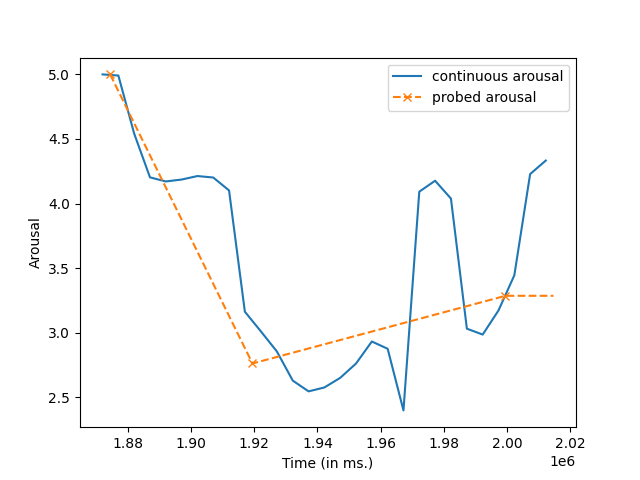 continuous arousal
probed arousal
5.0
4.5
4.0
3.5
3.0
2.5
Arousal
1.88 1.90 1.92 1.94 1.96 1.98 2.00 2.02
Time (in ms.)
1e6